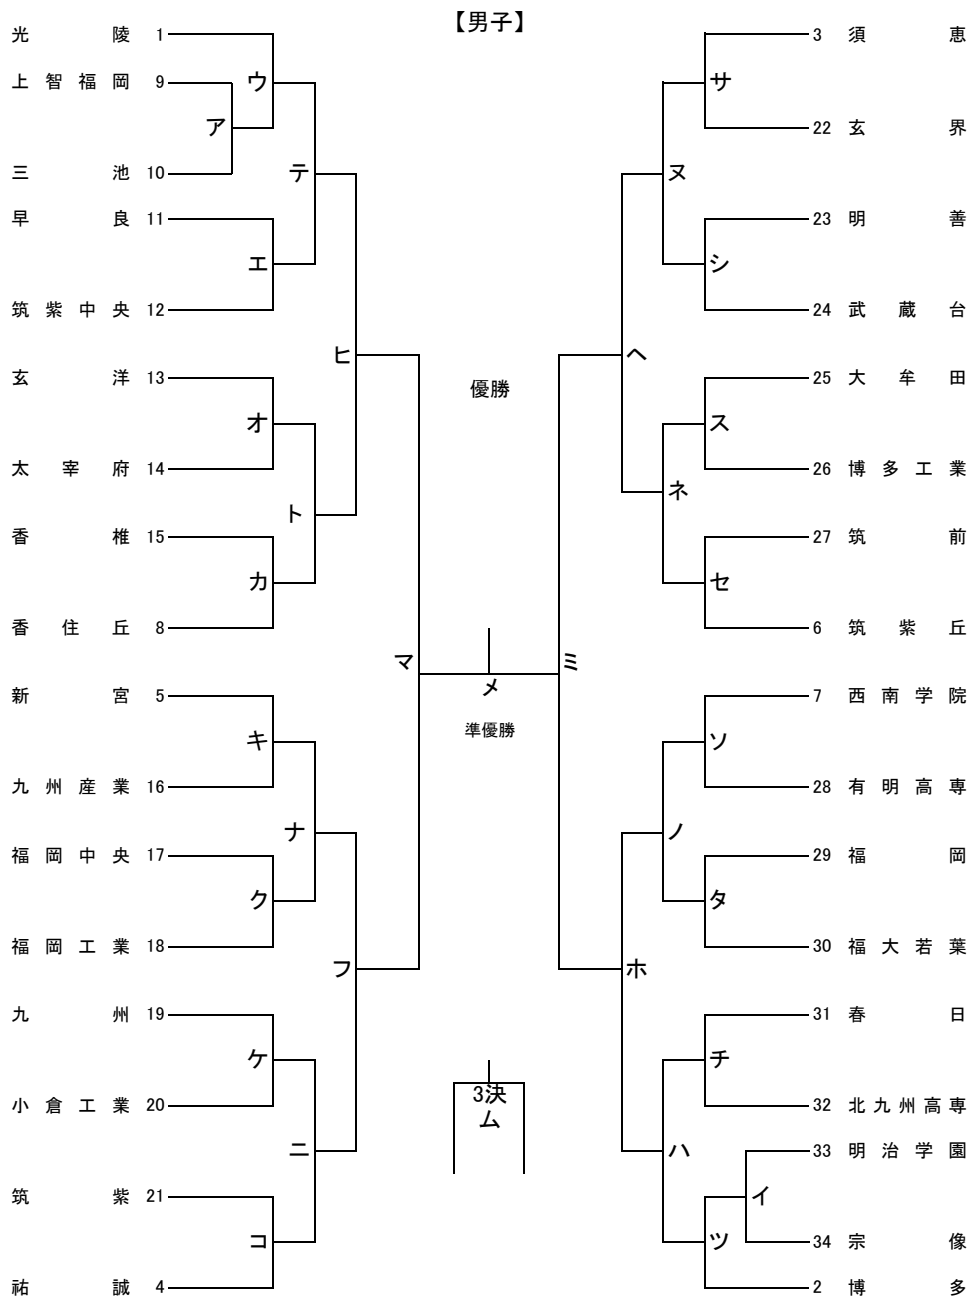 【男子】
光陵 1
上智福岡 9
三池 10
早良 11
筑紫中央 12
玄洋 13
太宰府 14
香椎 15
香住丘 8
新宮 5
九州産業 16
福岡中央 17
福岡工業 18
九州 19
小倉工業 20
筑紫 21
祐誠 4
ア
ウ
エ
オ
カ
キ
ク
ケ
コ
テ
ト
ナ
ニ
ヒ
フ
マ
優勝
メ
準優勝
3決
ム
ミ
ヘ
ホ
ヌ
ネ
ノ
ハ
サ
シ
ス
セ
ソ
タ
チ
ツ
イ
3 須恵
22 玄界
23 明善
24 武蔵台
25 大牟田
26 博多工業
27 筑前
6 筑紫丘
7 西南学院
28 有明高専
29 福岡
30 福大若葉
31 春日
32 北九州高専
33 明治学園
34 宗像
2 博多